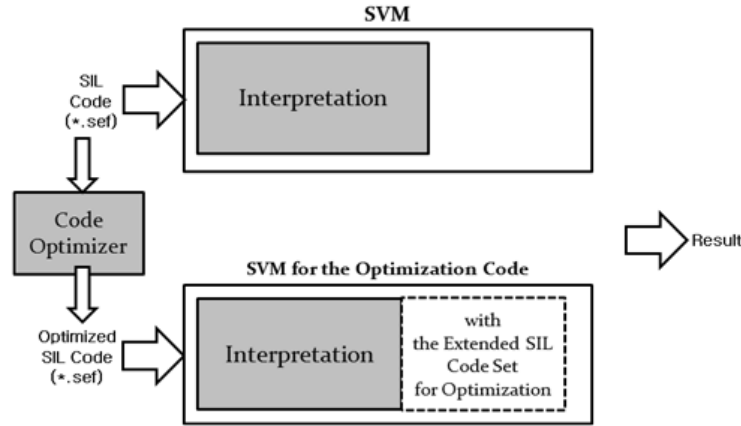 SVM
SIL
Code
(*.sef)
Interpretation
Code
Optimizer
Result
SVM for the Optimization Code
Optimized
SIL Code
(*.sef)
Interpretation
with
the Extended SIL
Code Set
for Optimization